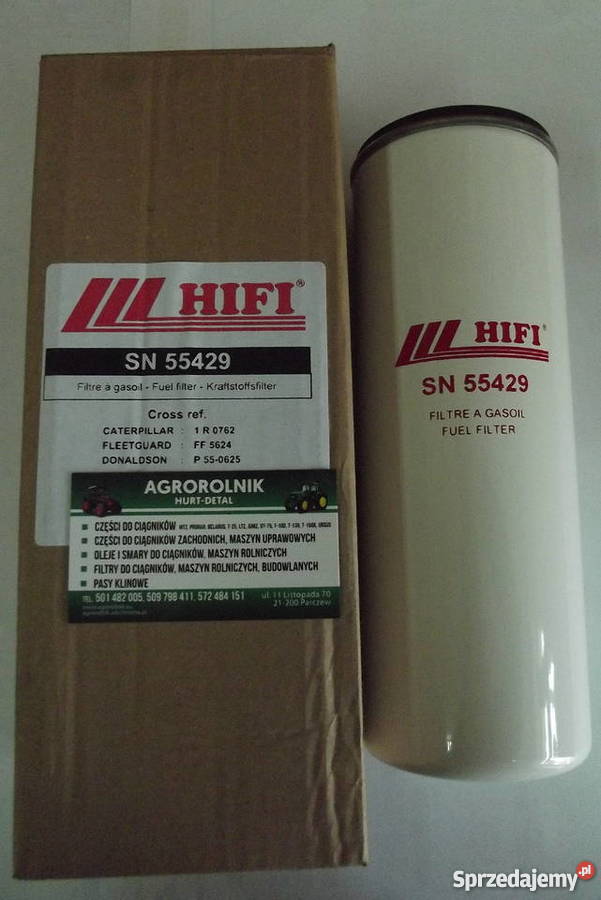 HIFI®
SN 55429
Filtre à gasoil - Fuel filter - Kraftstoffsfilter
Cross ref.
CATERPILLAR : 1 R 0762
FLEETGUARD : FF 5624
DONALDSON : P 55-0625
AGROROLNIK
HURT-DETAL
CZĘŚCI DO CIĄGNIKÓW
CZĘŚCI DO CIĄGNIKÓW ZACHODNICH, MASZYN UPRAWOWYCH
OLEJE I SMARY DO CIĄGNIKÓW, MASZYN ROLNICZYCH
FILTRY DO CIĄGNIKÓW, MASZYN ROLNICZYCH, BUDOWLANYCH
PASY KLINOWE
TEL. 501 482 005, 509 798 411, 572 484 151
ul. 11 Listopada 70
21-200 Parczew
HIFI®
SN 55429
FILTRE A GASOIL
FUEL FILTER
Sprzedajemy.pl